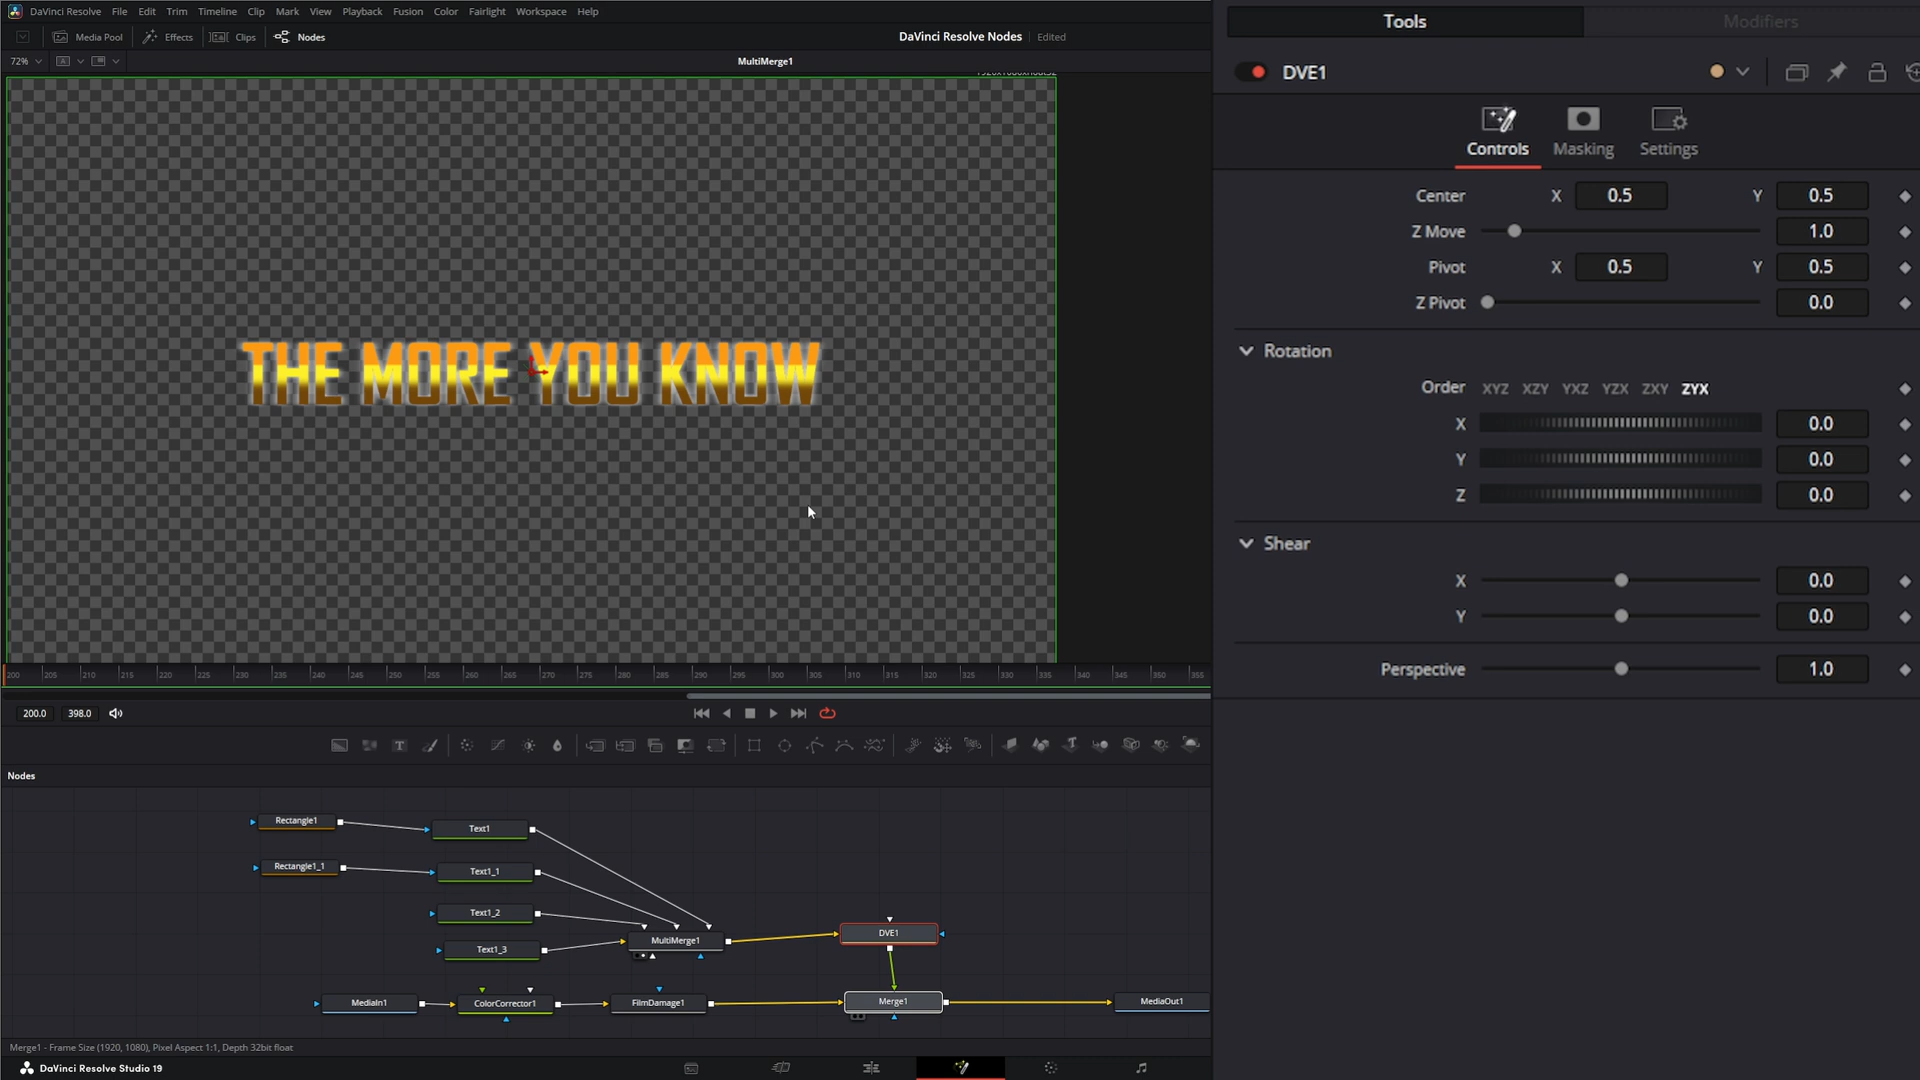 DaVinci Resolve File Edit Trim Timeline Clip Mark View Playback Fusion Color Fairlight Workspace Help
Media Pool Effects Clips Nodes DaVinci Resolve Nodes Edited
72% A MultiMerge1
THE MORE YOU KNOW
200 205 210 215 220 225 230 235 240 245 250 255 260 265 270 275 280 285 290 295 300 305 310 315 320 325 330 335 340 345 350 355
200.0 398.0
Nodes
Rectangle1 Text1
Rectangle1_1 Text1_1
Text1_2
Text1_3 MultiMerge1 DVE1
MediaIn1 ColorCorrector1 FilmDamage1 Merge1 MediaOut1
Merge1 - Frame Size (1920, 1080), Pixel Aspect 1:1, Depth 32bit float
DaVinci Resolve Studio 19
Tools Modifiers
DVE1
Controls Masking Settings
Center X 0.5 Y 0.5
Z Move 1.0
Pivot X 0.5 Y 0.5
Z Pivot 0.0
Rotation
Order XYZ XZY YXZ YZX ZXY ZYX
X 0.0
Y 0.0
Z 0.0
Shear
X 0.0
Y 0.0
Perspective 1.0